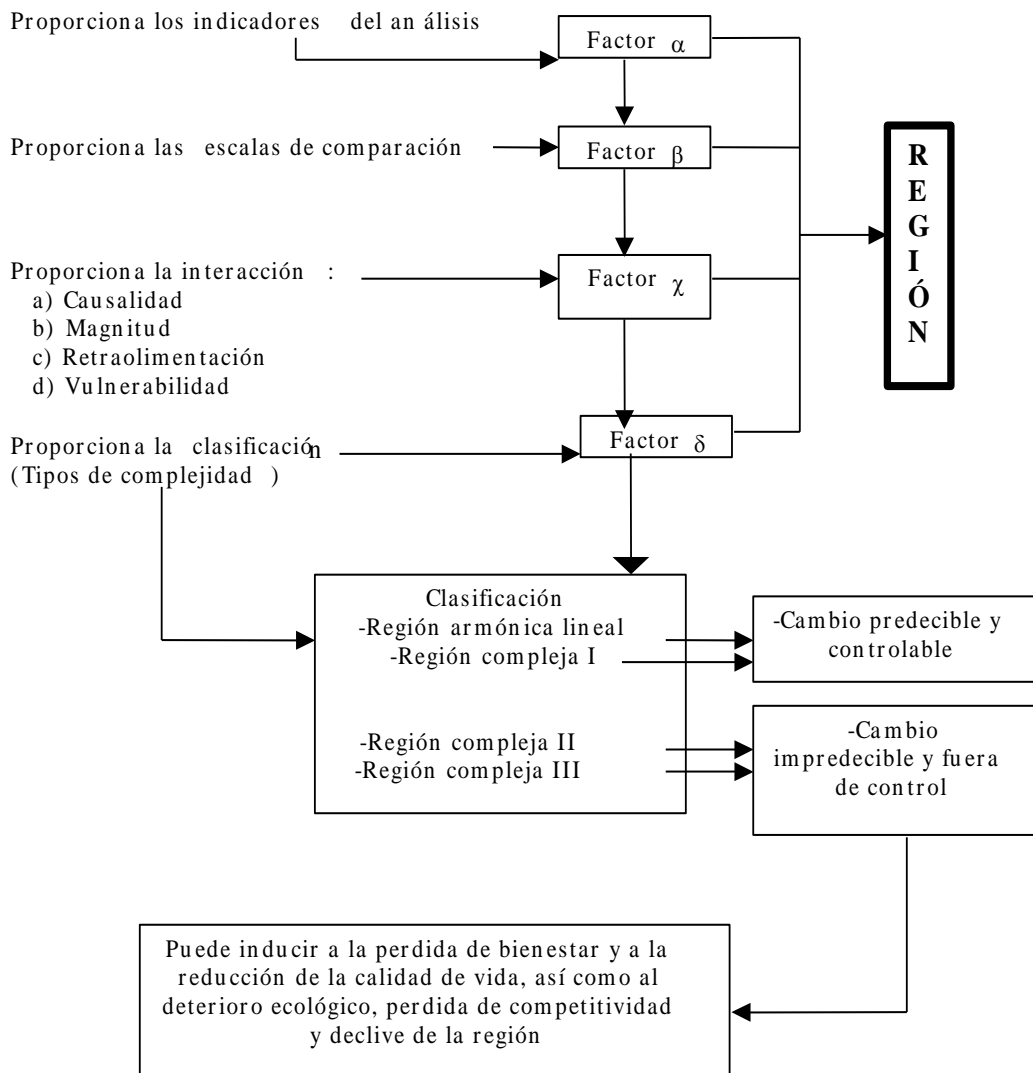 Proporciona los indicadores del análisis
Factor α
Proporciona las escalas de comparación
Factor β
REGIÓN
Proporciona la interacción :
a) Causalidad
b) Magnitud
c) Retraolimentación
d) Vulnerabilidad
Factor χ
Proporciona la clasificación
(Tipos de complejidad )
Factor δ
Clasificación
-Región armónica lineal
-Región compleja I
-Región compleja II
-Región compleja III
-Cambio predecible y
controlable
-Cambio
impredecible y fuera
de control
Puede inducir a la perdida de bienestar y a la
reducción de la calidad de vida, así como al
deterioro ecológico, perdida de competitividad
y declive de la región